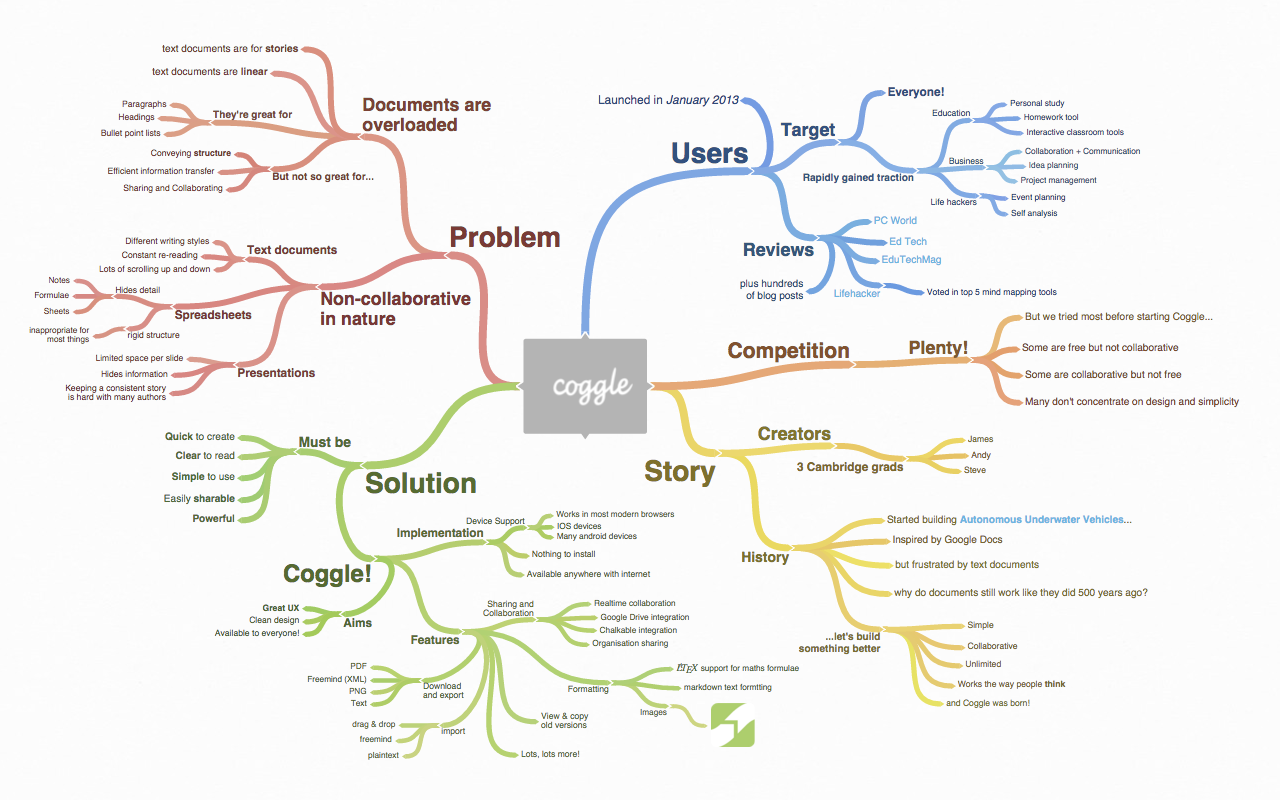 coggle
Users
Launched in January 2013
Target
Everyone!
Rapidly gained traction
Education
Personal study
Homework tool
Interactive classroom tools
Business
Collaboration + Communication
Idea planning
Project management
Life hackers
Event planning
Self analysis
Reviews
PC World
Ed Tech
EduTechMag
Lifehacker
Voted in top 5 mind mapping tools
plus hundreds
of blog posts
Competition
Plenty!
But we tried most before starting Coggle...
Some are free but not collaborative
Some are collaborative but not free
Many don't concentrate on design and simplicity
Story
Creators
3 Cambridge grads
James
Andy
Steve
History
Started building Autonomous Underwater Vehicles...
Inspired by Google Docs
but frustrated by text documents
why do documents still work like they did 500 years ago?
...let's build
something better
Simple
Collaborative
Unlimited
Works the way people think
and Coggle was born!
Problem
Documents are
overloaded
text documents are for stories
text documents are linear
They're great for
Paragraphs
Headings
Bullet point lists
But not so great for...
Conveying structure
Efficient information transfer
Sharing and Collaborating
Non-collaborative
in nature
Text documents
Different writing styles
Constant re-reading
Lots of scrolling up and down
Spreadsheets
Hides detail
Notes
Formulae
Sheets
rigid structure
inappropriate for
most things
Presentations
Limited space per slide
Hides information
Keeping a consistent story
is hard with many authors
Solution
Must be
Quick to create
Clear to read
Simple to use
Easily sharable
Powerful
Coggle!
Implementation
Device Support
Works in most modern browsers
IOS devices
Many android devices
Nothing to install
Available anywhere with internet
Aims
Great UX
Clean design
Available to everyone!
Features
Sharing and
Collaboration
Realtime collaboration
Google Drive integration
Chalkable integration
Organisation sharing
Formatting
LATEX support for maths formulae
markdown text formtting
Images
View & copy
old versions
Lots, lots more!
Download
and export
PDF
Freemind (XML)
PNG
Text
import
drag & drop
freemind
plaintext